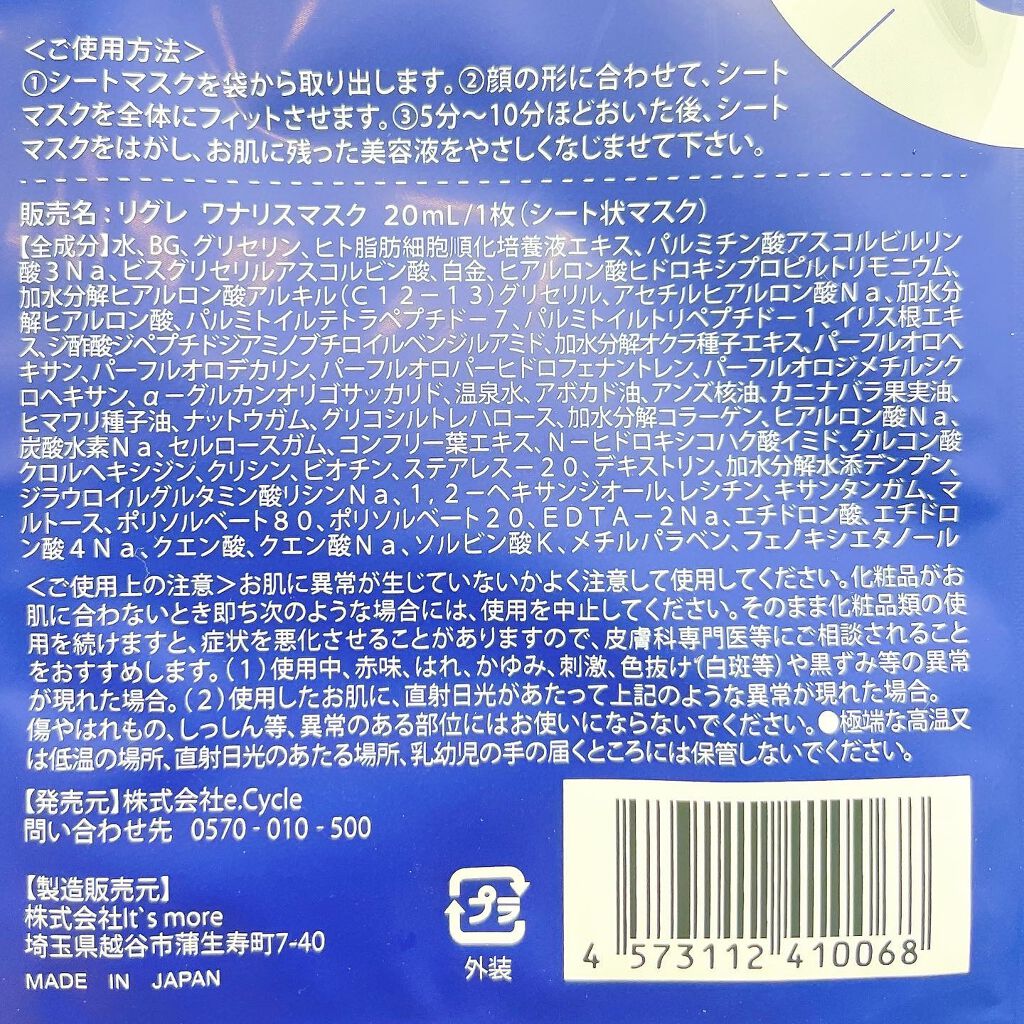 ＜ご使用方法＞
①シートマスクを袋から取り出します。②顔の形に合わせて、シート
マスクを全体にフィットさせます。③5分～10分ほどおいた後、シート
マスクをはがし、お肌に残った美容液をやさしくなじませて下さい。
販売名：リグレ ワナリスマスク 20mL/1枚（シート状マスク）
【全成分】水、BG、グリセリン、ヒト脂肪細胞順化培養液エキス、パルミチン酸アスコルビルリン
酸３Ｎａ、ビスグリセリルアスコルビン酸、白金、ヒアルロン酸ヒドロキシプロピルトリモニウム、
加水分解ヒアルロン酸アルキル（Ｃ１２－１３）グリセリル、アセチルヒアルロン酸Ｎａ、加水分
解ヒアルロン酸、パルミトイルテトラペプチド－７、パルミトイルトリペプチド－１、イリス根エキ
ス、ジ酢酸ジペプチドジアミノブチロイルベンジルアミド、加水分解オクラ種子エキス、パーフルオロヘ
キサン、パーフルオロデカリン、パーフルオロパーヒドロフェナントレン、パーフルオロジメチルシク
ロヘキサン、α－グルカンオリゴサッカリド、温泉水、アボカド油、アンズ核油、カニナバラ果実油、
ヒマワリ種子油、ナットウガム、グリコシルトレハロース、加水分解コラーゲン、ヒアルロン酸Ｎａ、
炭酸水素Ｎａ、セルロースガム、コンフリー葉エキス、Ｎ－ヒドロキシコハク酸イミド、グルコン酸
クロルヘキシジン、クリシン、ビオチン、ステアレス－２０、デキストリン、加水分解水添デンプン、
ジラウロイルグルタミン酸リシンＮａ、１，２－ヘキサンジオール、レシチン、キサンタンガム、マ
ルトース、ポリソルベート８０、ポリソルベート２０、ＥＤＴＡ－２Ｎａ、エチドロン酸、エチドロ
ン酸４Ｎａ、クエン酸、クエン酸Ｎａ、ソルビン酸Ｋ、メチルパラベン、フェノキシエタノール
＜ご使用上の注意＞お肌に異常が生じていないかよく注意して使用してください。化粧品がお
肌に合わないとき即ち次のような場合には、使用を中止してください。そのまま化粧品類の使
用を続けますと、症状を悪化させることがありますので、皮膚科専門医等にご相談されること
をおすすめします。（１）使用中、赤味、はれ、かゆみ、刺激、色抜け（白斑等）や黒ずみ等の異常
が現れた場合。（２）使用したお肌に、直射日光があたって上記のような異常が現れた場合。
傷やはれもの、しっしん等、異常のある部位にはお使いにならないでください。●極端な高温又
は低温の場所、直射日光のあたる場所、乳幼児の手の届くところには保管しないでください。
【発売元】株式会社e.Cycle
問い合わせ先 0570-010-500
【製造販売元】
株式会社It's more
埼玉県越谷市蒲生寿町7-40
MADE IN JAPAN
プラ
外装
4 573112 410068